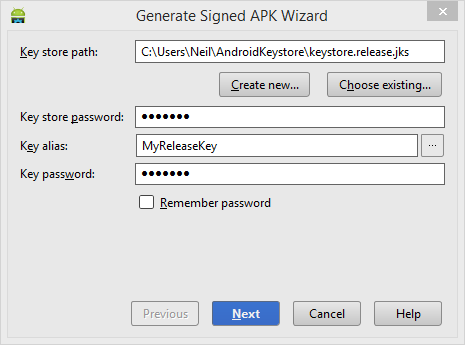 Generate Signed APK Wizard
Key store path: C:\Users\Neil\AndroidKeystore\keystore.release.jks
Create new... Choose existing...
Key store password: •••••••
Key alias: MyReleaseKey ...
Key password: •••••••
Remember password
Previous Next Cancel Help